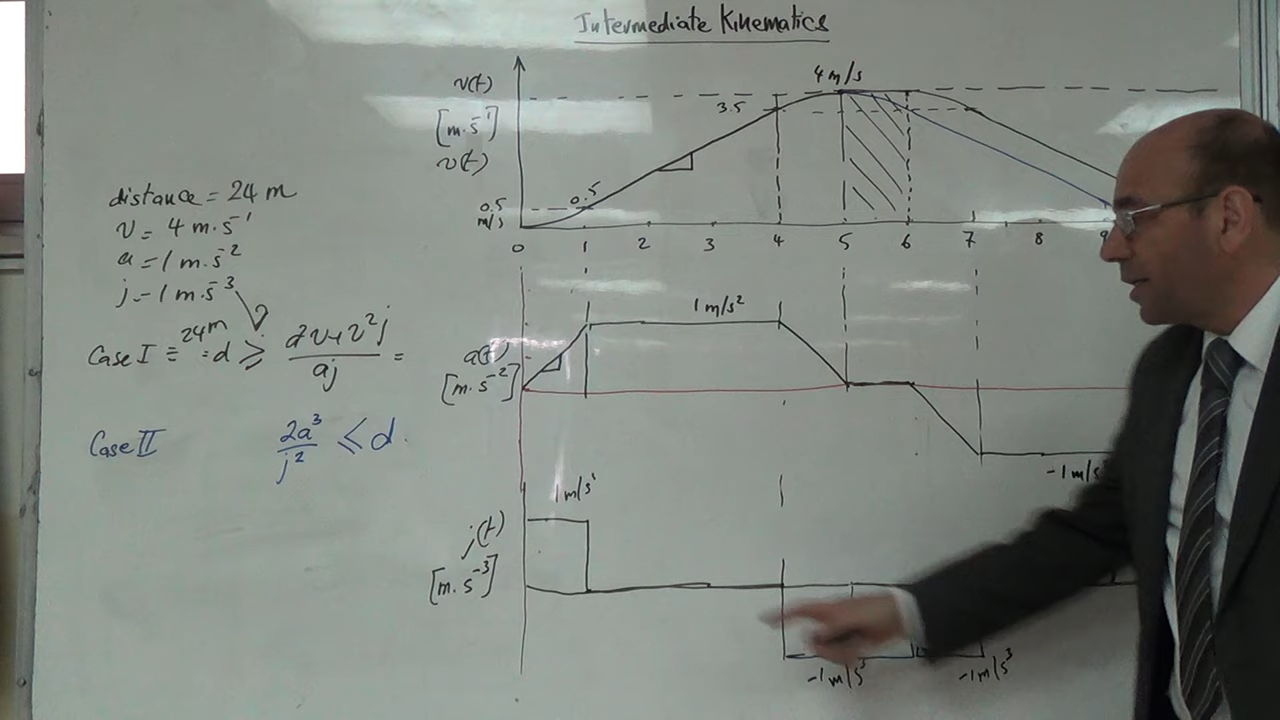 Intermediate Kinematics
distance = 24 m
v = 4 m.s⁻¹
a = 1 m.s⁻²
j = 1 m.s⁻³
Case I = 24m = d ≥ (av+v²j)/(aj) =
Case II 2a³/j² ≤ d.
v(t)
[m.s⁻¹]
v(t)
0.5
m/s
0.5
3.5
4 m/s
0 1 2 3 4 5 6 7 8 9
a(t)
[m.s⁻²]
1 m/s²
-1 m/s
j(t)
[m.s⁻³]
1 m/s³
-1 m/s³
-1 m/s³